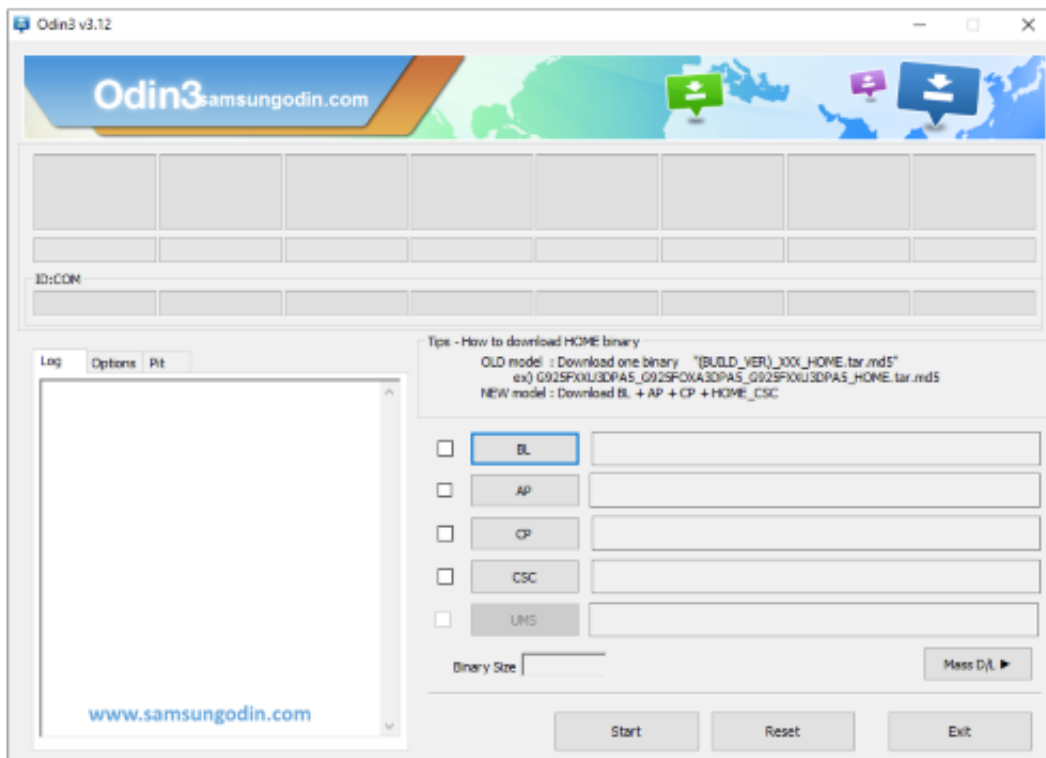 Odin3 v3.12
Odin3 samsungodin.com
ID:COM
Log Options Pit
www.samsungodin.com
Tips - How to download HOME binary
OLD model : Download one binary "(BUILD_VER)_XXX_HOME.tar.md5"
ex) G925FXXU3DPA5_G925FOXA3DPA5_G925FXXU3DPA5_HOME.tar.md5
NEW model : Download BL + AP + CP + HOME_CSC
BL
AP
CP
CSC
UMS
Binary Size
Mass D/L ►
Start Reset Exit